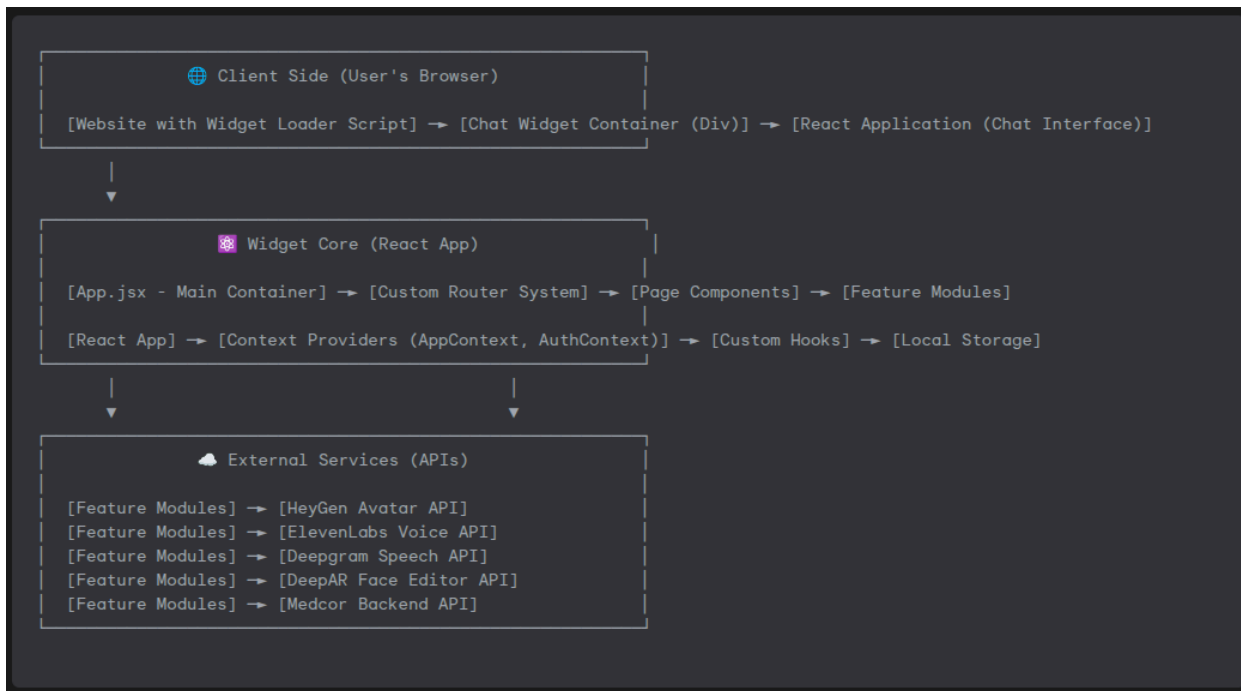 🌐 Client Side (User's Browser)
[Website with Widget Loader Script] → [Chat Widget Container (Div)] → [React Application (Chat Interface)]
⚛️ Widget Core (React App)
[App.jsx - Main Container] → [Custom Router System] → [Page Components] → [Feature Modules]
[React App] → [Context Providers (AppContext, AuthContext)] → [Custom Hooks] → [Local Storage]
☁️ External Services (APIs)
[Feature Modules] → [HeyGen Avatar API]
[Feature Modules] → [ElevenLabs Voice API]
[Feature Modules] → [Deepgram Speech API]
[Feature Modules] → [DeepAR Face Editor API]
[Feature Modules] → [Medcor Backend API]